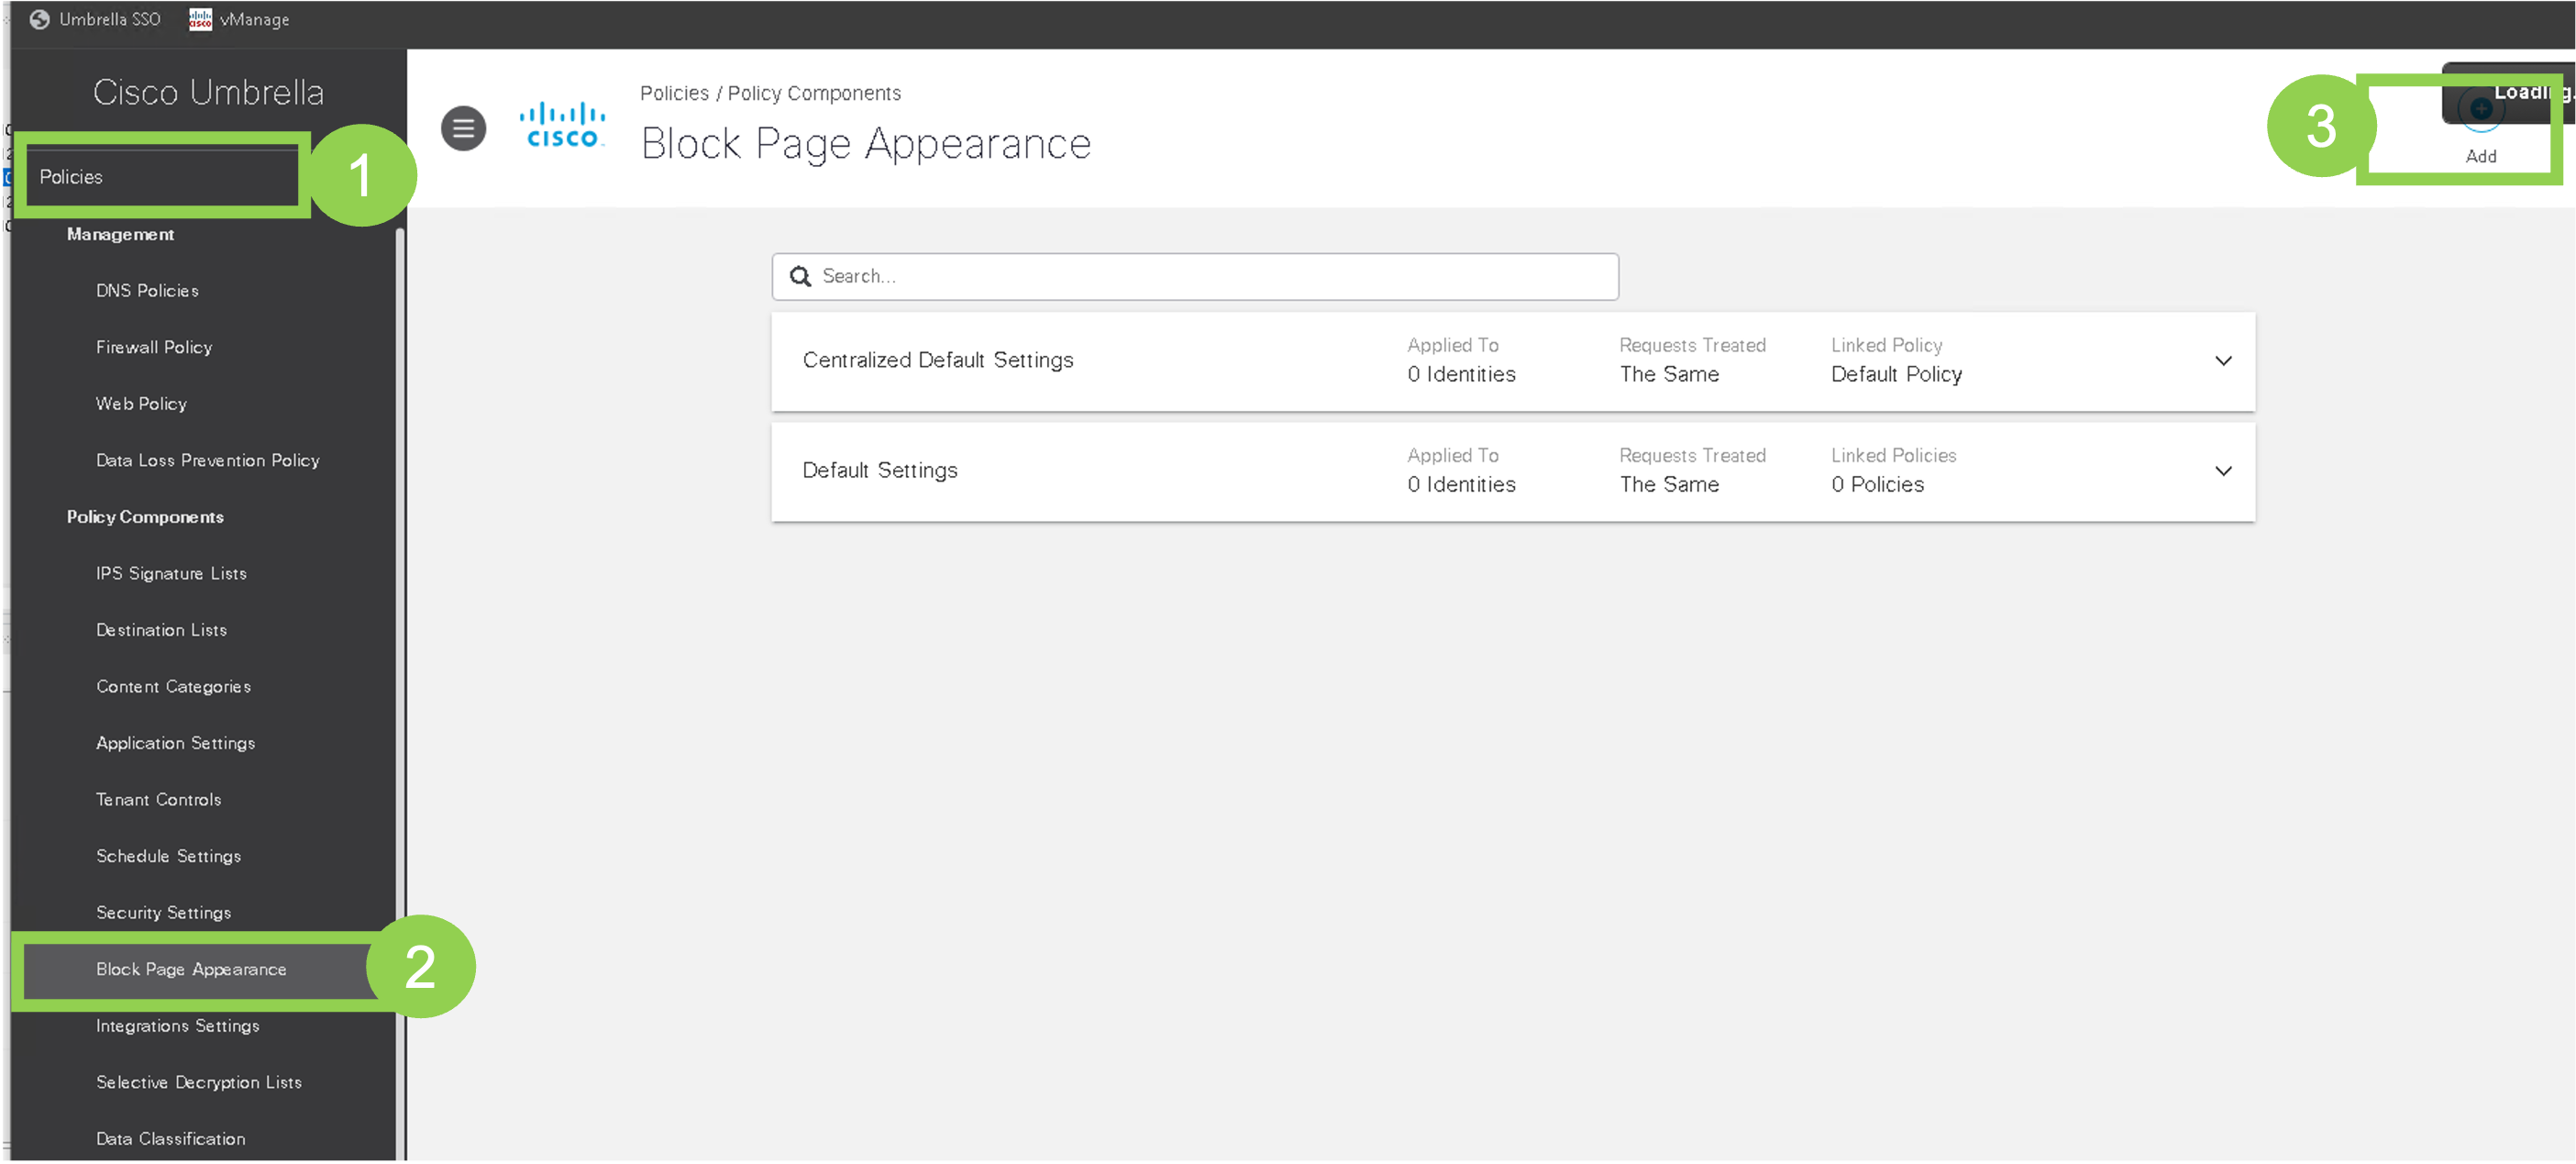 Umbrella SSO
vManage
Cisco Umbrella
Policies
1
Management
DNS Policies
Firewall Policy
Web Policy
Data Loss Prevention Policy
Policy Components
IPS Signature Lists
Destination Lists
Content Categories
Application Settings
Tenant Controls
Schedule Settings
Security Settings
Block Page Appearance
2
Integrations Settings
Selective Decryption Lists
Data Classification
CISCO
Policies / Policy Components
Block Page Appearance
3
Loading.
Add
Search...
Centralized Default Settings
Applied To
0 Identities
Requests Treated
The Same
Linked Policy
Default Policy
Default Settings
Applied To
0 Identities
Requests Treated
The Same
Linked Policies
0 Policies